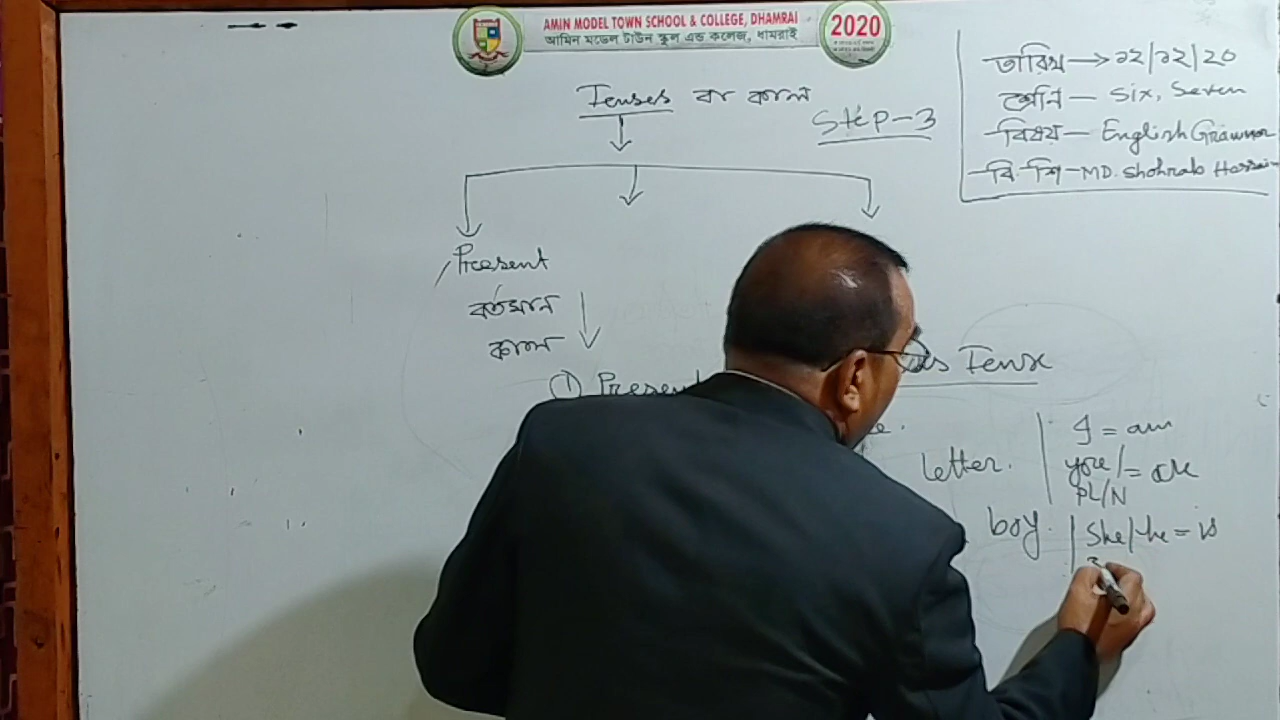 AMIN MODEL TOWN SCHOOL & COLLEGE, DHAMRAI
আমিন মডেল টাউন স্কুল এন্ড কলেজ, ধামরাই
2020
তারিখ → ১২/১২/২০
শ্রেনি - Six, Seven
বিষয় - English Grammar
বি. শি - MD. Shohrab Hossain
Tenses বা কাল
Step-3
Present
বর্তমান
কাল
① Present
Tense
letter.
boy.
I = am
you/ = are
PL/N
She/He = is